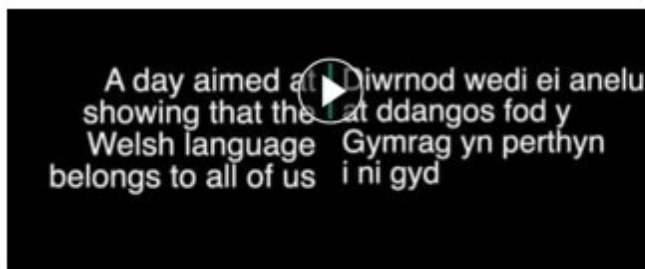 A day aimed at
showing that the
Welsh language
belongs to all of us
Diwrnod wedi ei anelu
at ddangos fod y
Gymrag yn perthyn
i ni gyd